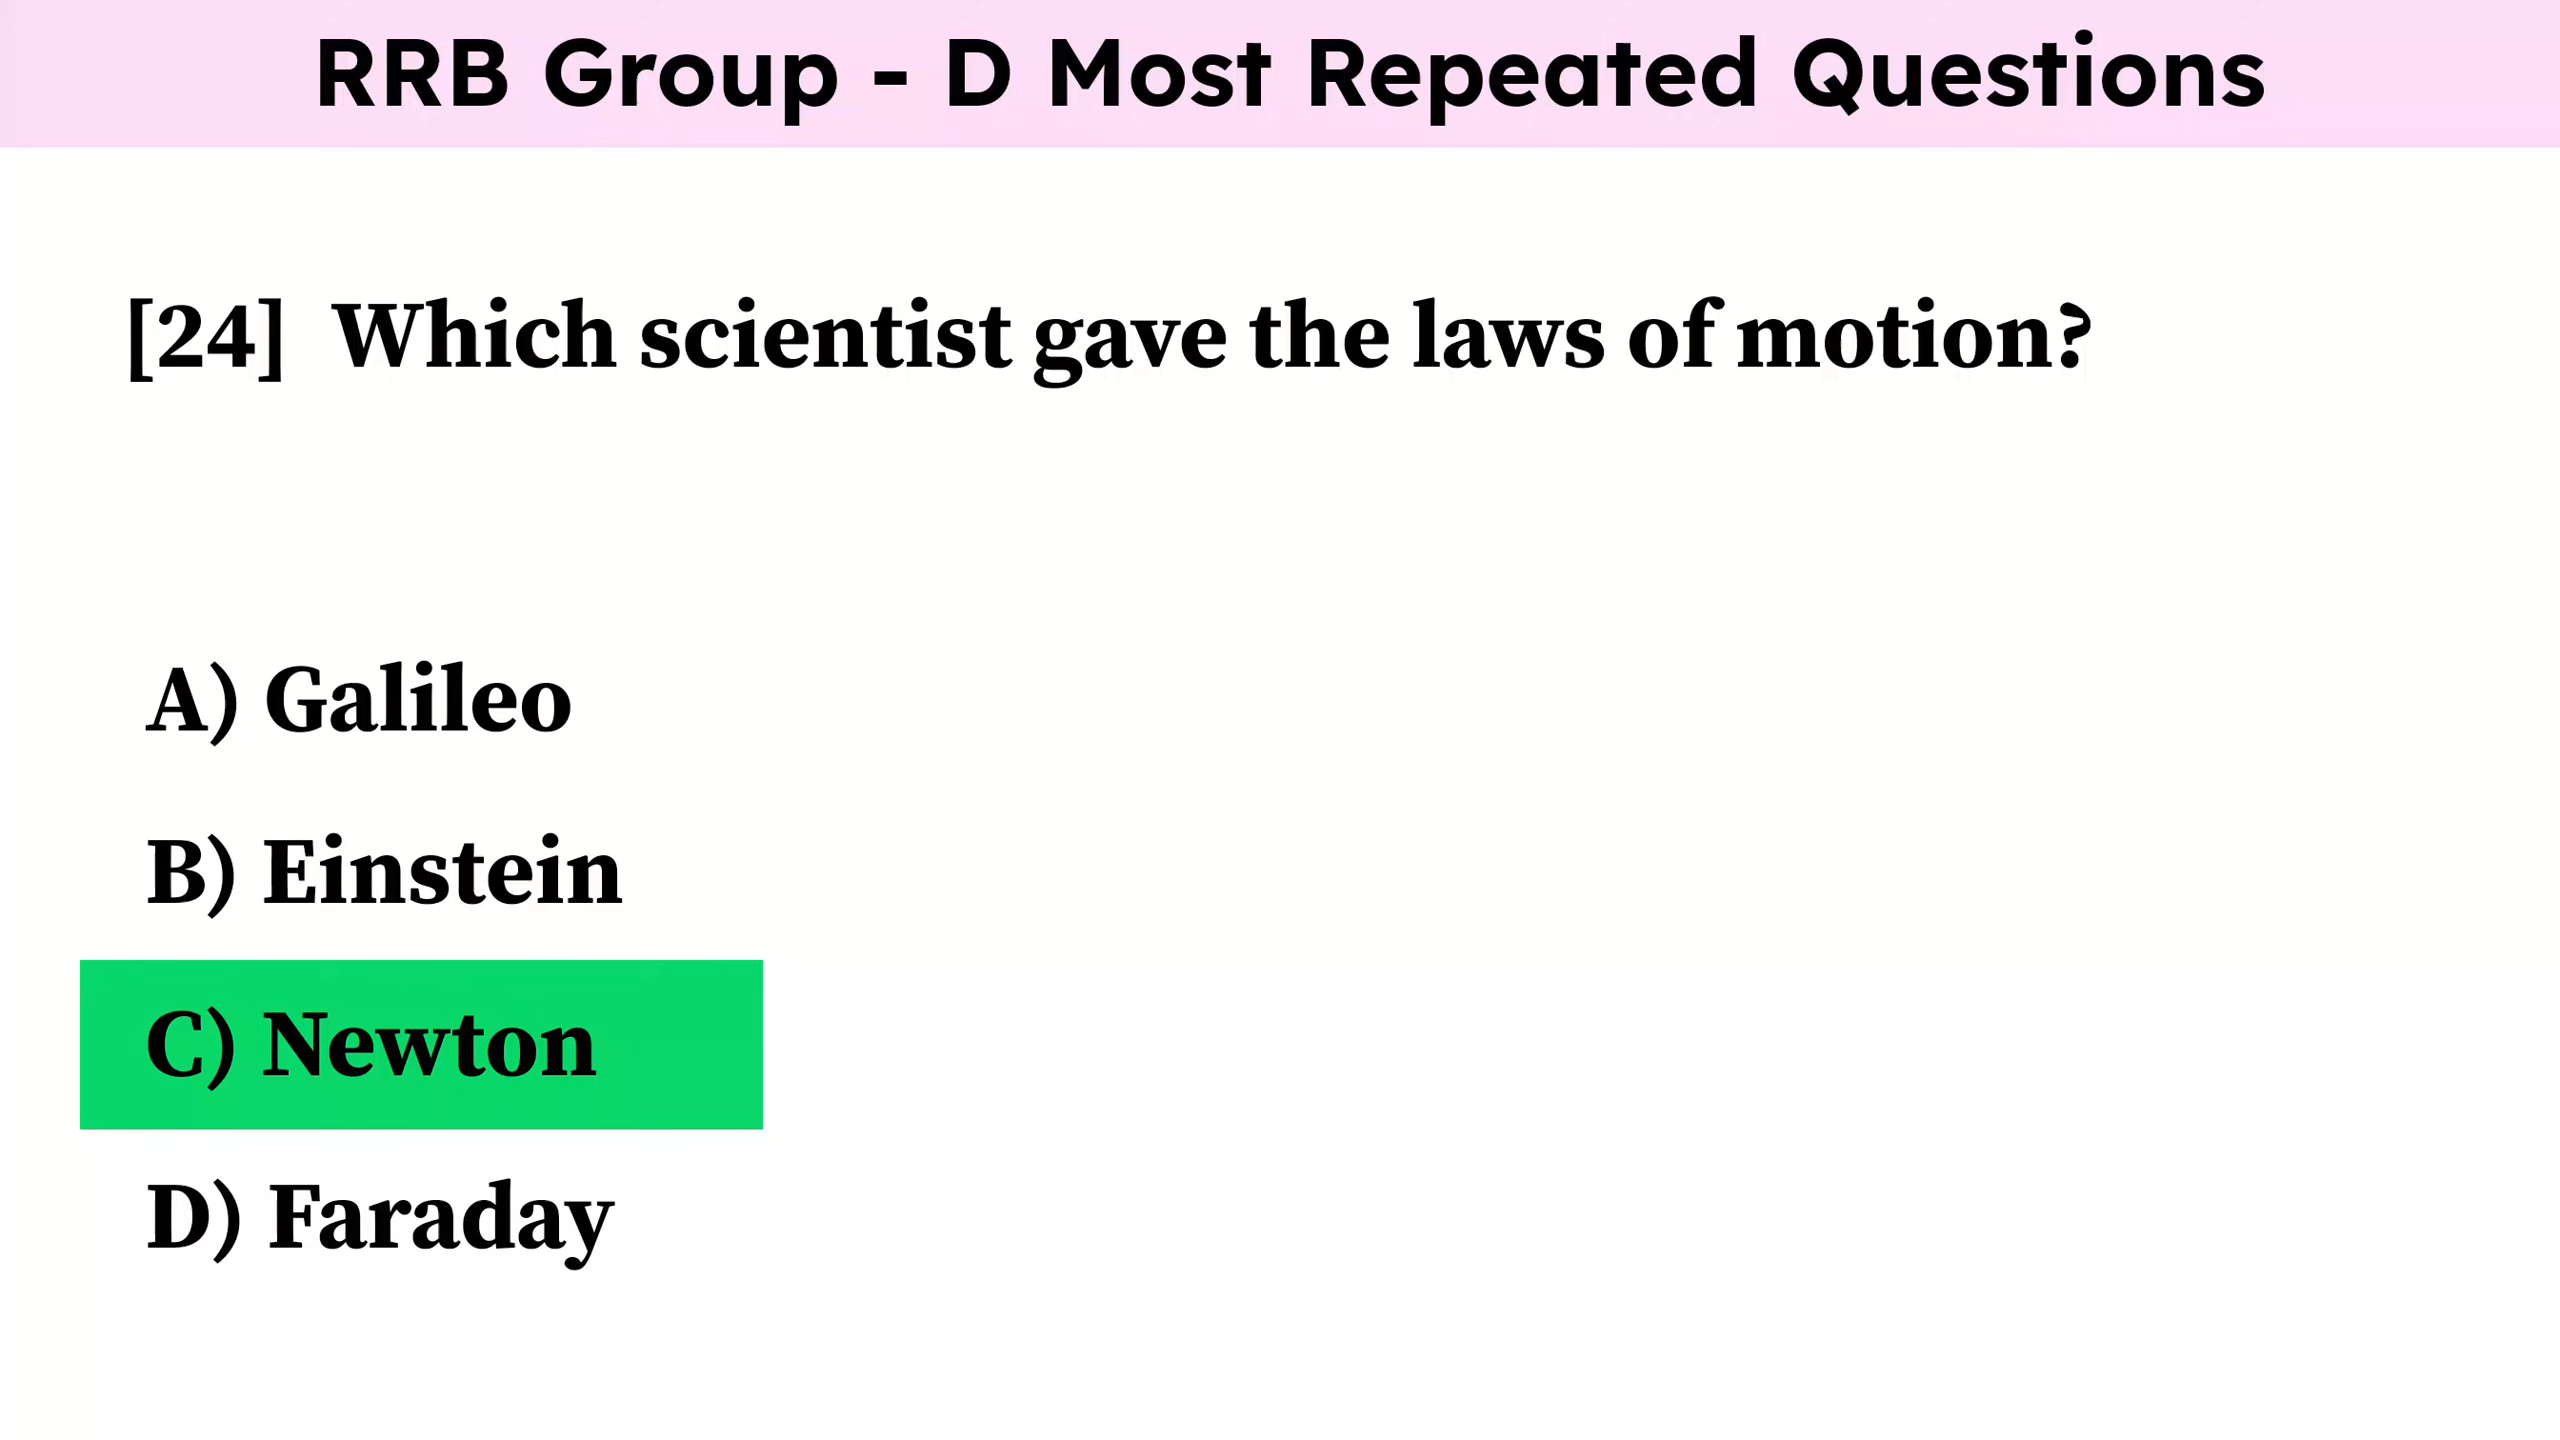 RRB Group - D Most Repeated Questions
[24] Which scientist gave the laws of motion?
A) Galileo
B) Einstein
C) Newton
D) Faraday